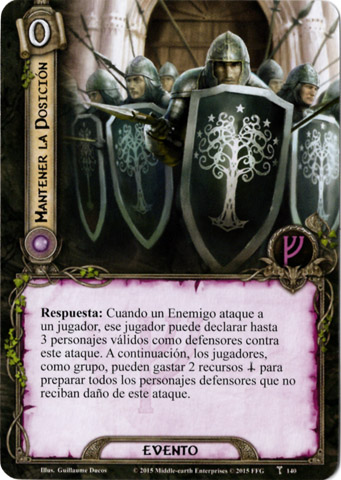 0
MANTENER LA POSICIÓN
Respuesta: Cuando un Enemigo ataque a
un jugador, ese jugador puede declarar hasta
3 personajes válidos como defensores contra
este ataque. A continuación, los jugadores,
como grupo, pueden gastar 2 recursos para
preparar todos los personajes defensores que no
reciban daño de este ataque.
EVENTO
Illus. Guillaume Ducos © 2015 Middle-earth Enterprises © 2015 FFG 140